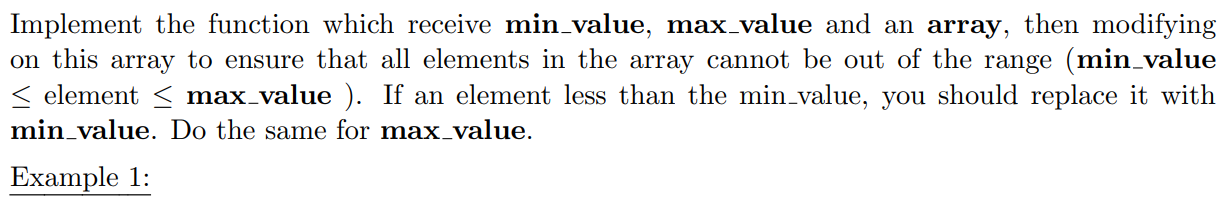 Implement the function which receive min_value, max_value and an array, then modifying
on this array to ensure that all elements in the array cannot be out of the range (min_value
≤ element ≤ max_value ). If an element less than the min_value, you should replace it with
min_value. Do the same for max_value.
Example 1: